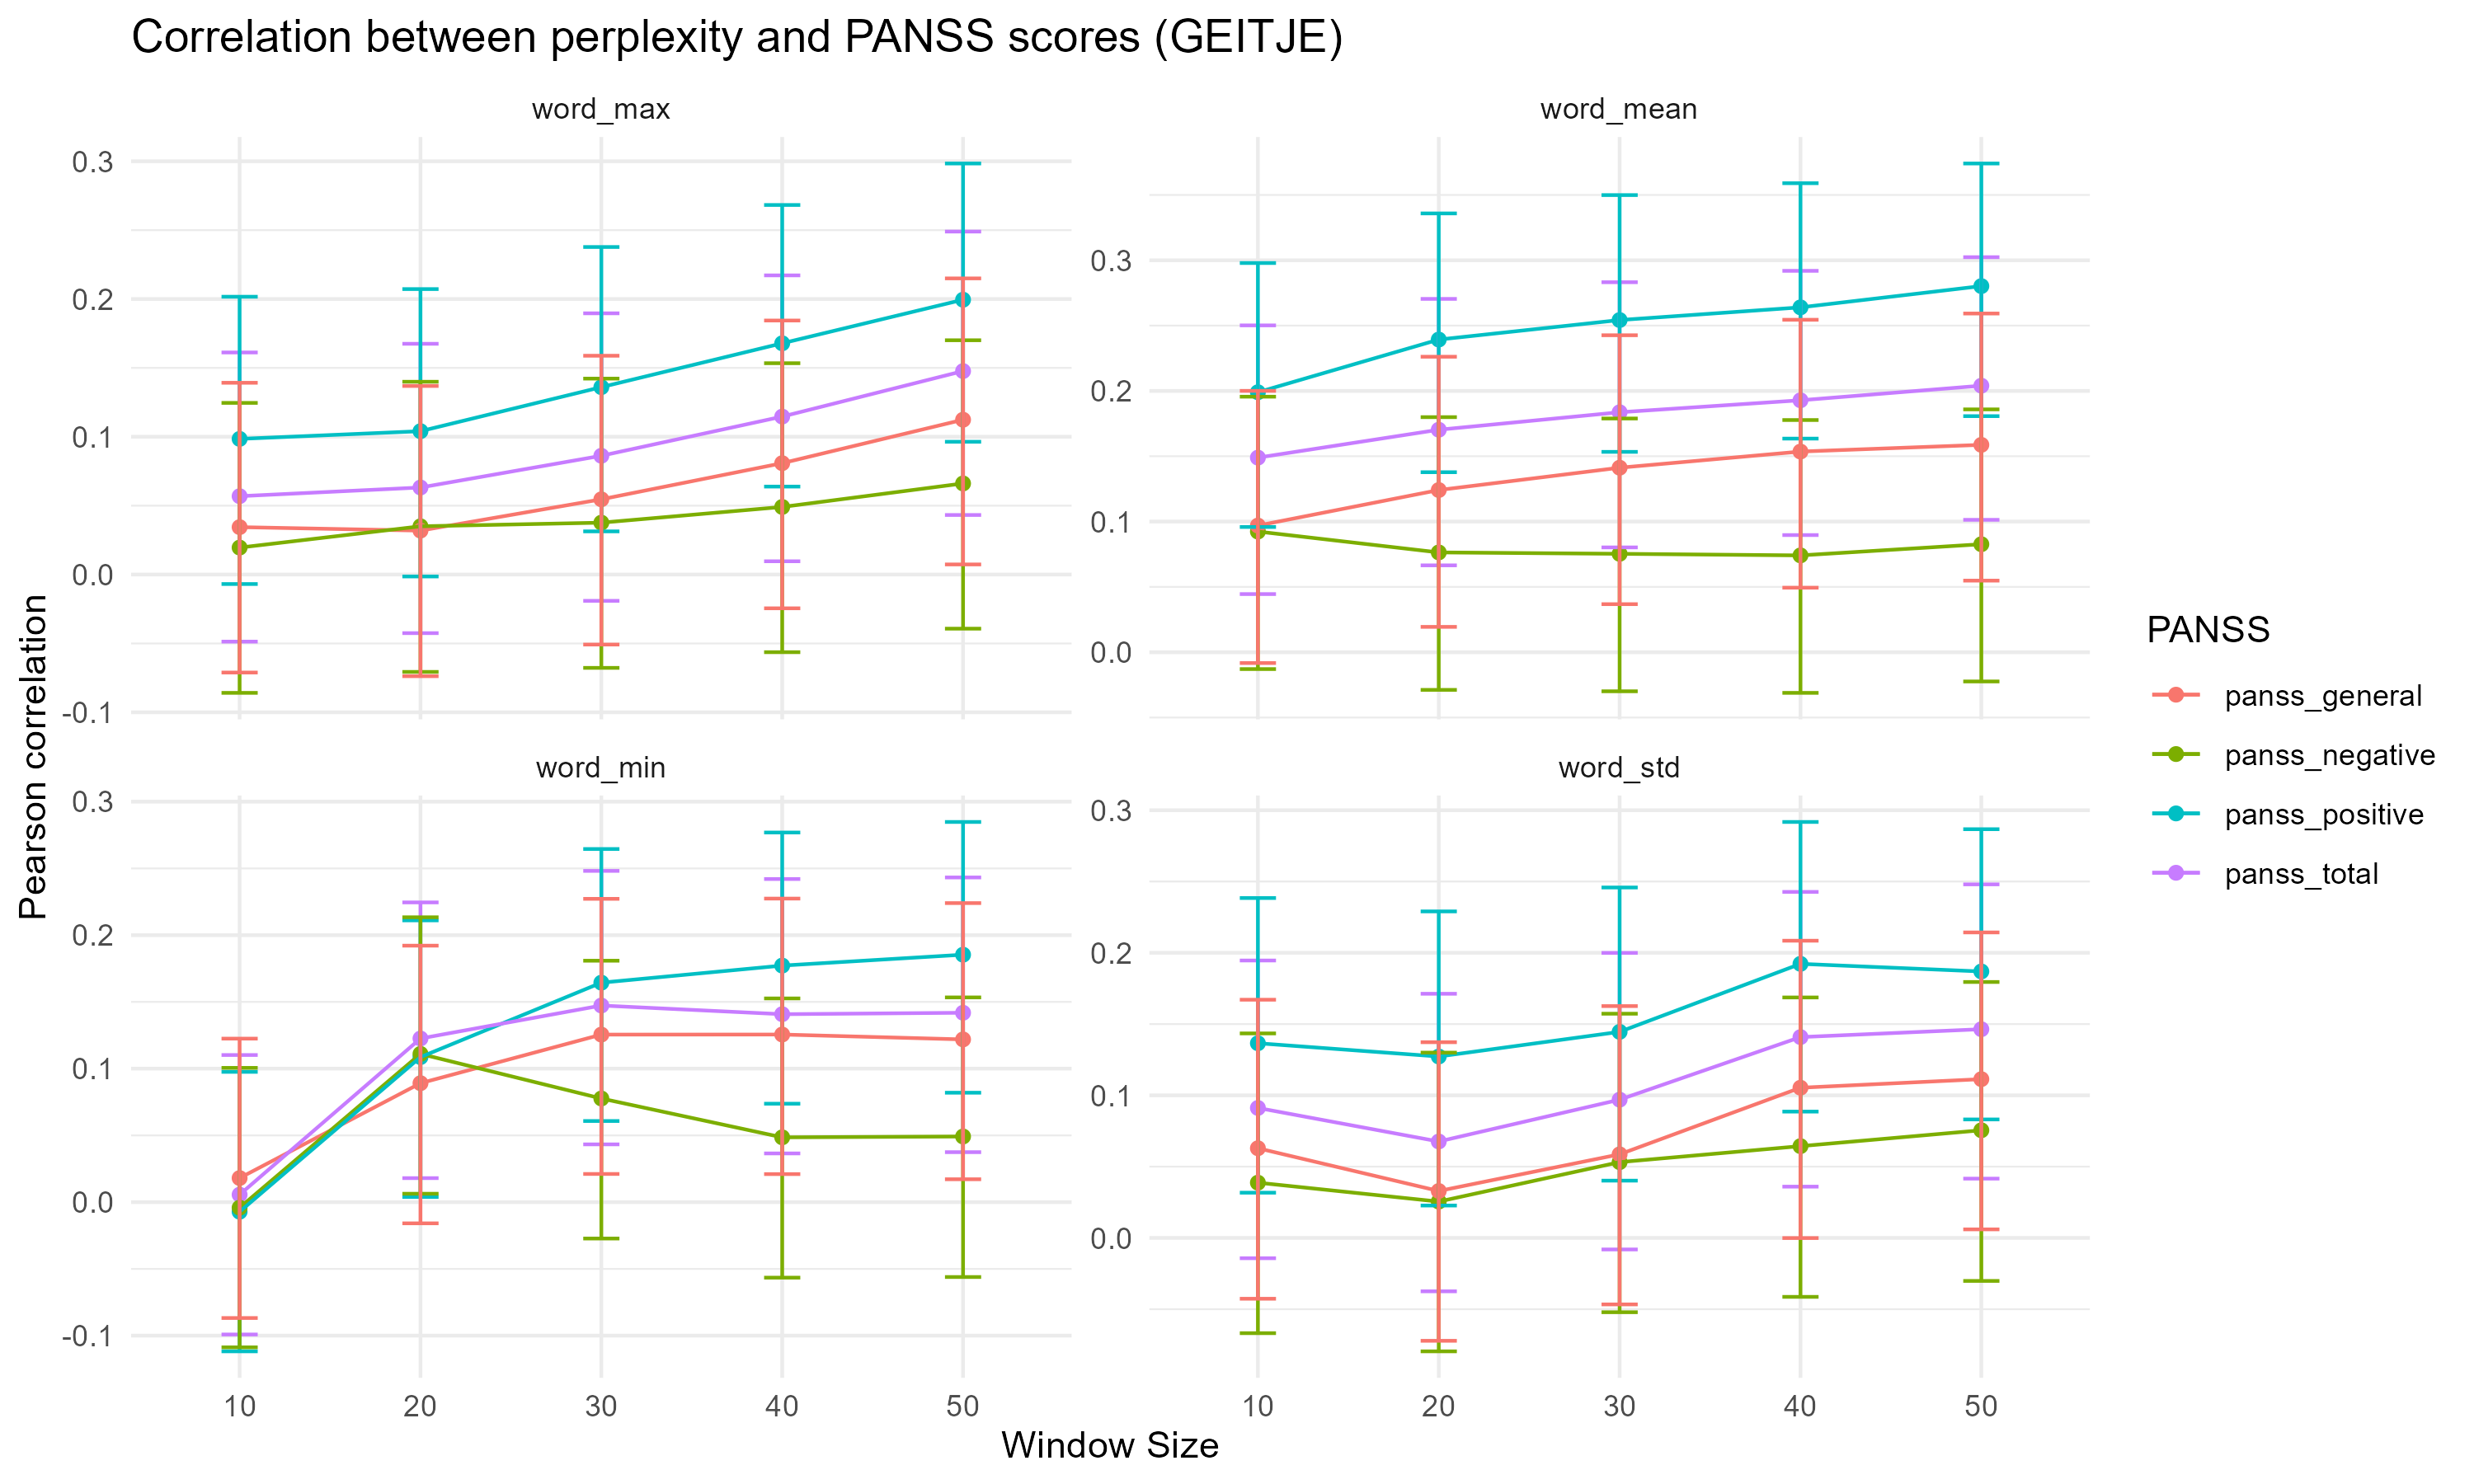 Correlation between perplexity and PANSS scores (GEITJE)
word_max
word_mean
0.3
0.2
0.1
0.0
-0.1
0.3
0.2
0.1
0.0
word_min
word_std
0.3
0.2
0.1
0.0
-0.1
0.3
0.2
0.1
0.0
10 20 30 40 50
10 20 30 40 50
Window Size
Pearson correlation
PANSS
panss_general
panss_negative
panss_positive
panss_total